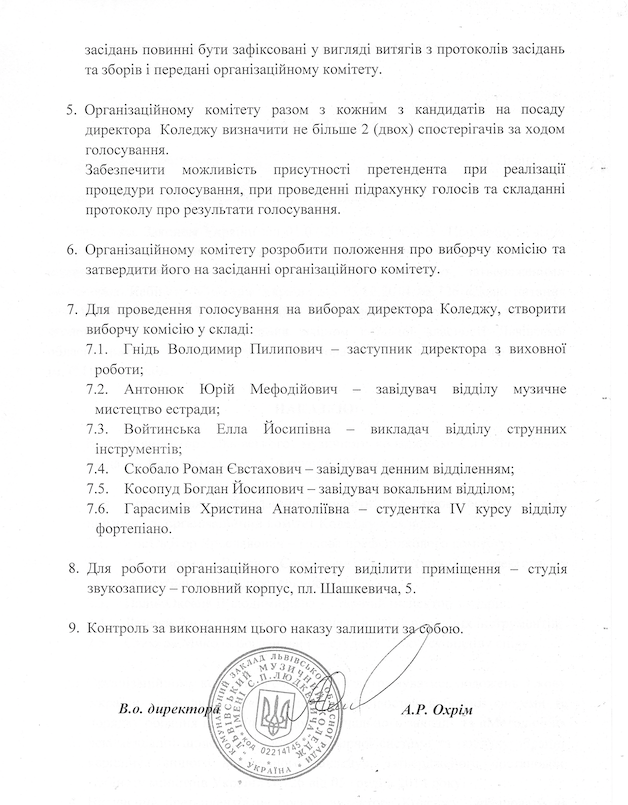 засідань повинні бути зафіксовані у вигляді витягів з протоколів засідань
та зборів і передані організаційному комітету.
5. Організаційному комітету разом з кожним з кандидатів на посаду
директора Коледжу визначити не більше 2 (двох) спостерігачів за ходом
голосування.
Забезпечити можливість присутності претендента при реалізації
процедури голосування, при проведенні підрахунку голосів та складанні
протоколу про результати голосування.
6. Організаційному комітету розробити положення про виборчу комісію та
затвердити його на засіданні організаційного комітету.
7. Для проведення голосування на виборах директора Коледжу, створити
виборчу комісію у складі:
7.1. Гнідь Володимир Пилипович – заступник директора з виховної
роботи;
7.2. Антонюк Юрій Мефодійович – завідувач відділу музичне
мистецтво естради;
7.3. Войтинська Елла Йосипівна – викладач відділу струнних
інструментів;
7.4. Скобало Роман Євстахович – завідувач денним відділенням;
7.5. Косопуд Богдан Йосипович – завідувач вокальним відділом;
7.6. Гарасимів Христина Анатоліївна – студентка IV курсу відділу
фортепіано.
8. Для роботи організаційного комітету виділити приміщення – студія
звукозапису – головний корпус, пл. Шашкевича, 5.
9. Контроль за виконанням цього наказу залишити за собою.
КОМУНАЛЬНИЙ ЗАКЛАД ЛЬВІВСЬКОЇ ОБЛАСНОЇ РАДИ
ЛЬВІВСЬКИЙ МУЗИЧНИЙ КОЛЕДЖ
ІМЕНІ С.П.ЛЮДКЕВИЧА
код 02214745
УКРАЇНА
В.о. директора А.Р. Охрім